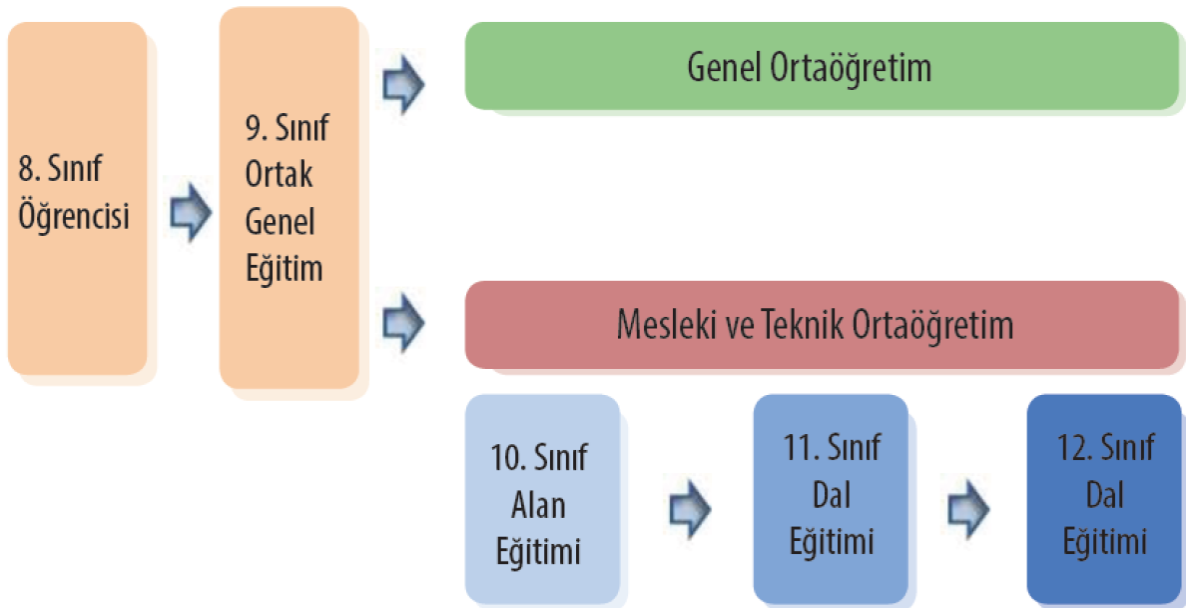 8. Sınıf
Öğrencisi
9. Sınıf
Ortak
Genel
Eğitim
Genel Ortaöğretim
Mesleki ve Teknik Ortaöğretim
10. Sınıf
Alan
Eğitimi
11. Sınıf
Dal
Eğitimi
12. Sınıf
Dal
Eğitimi